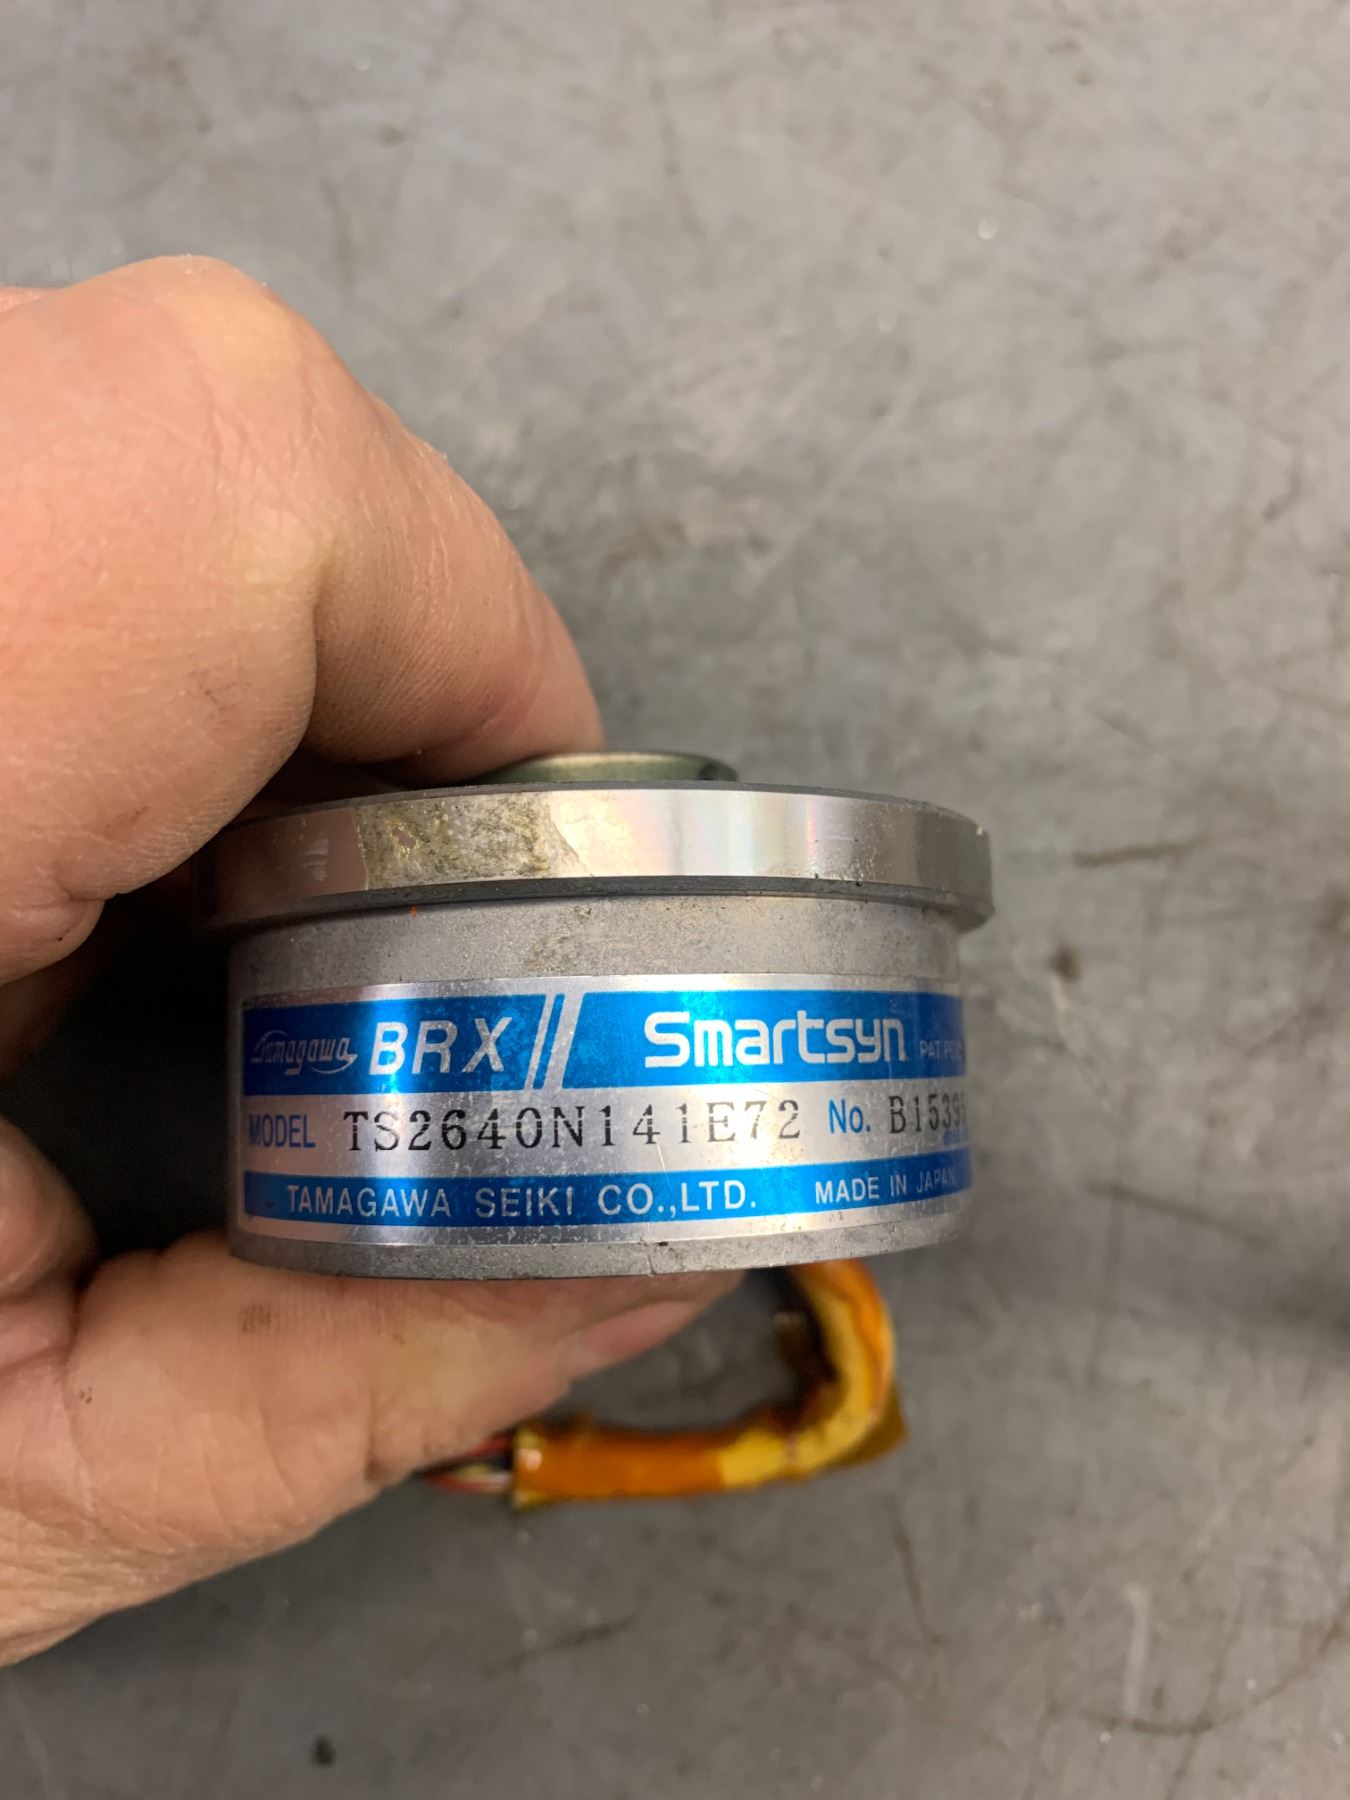 Tamagawa BRX// Smartsyn
MODEL TS2640N141E72 No.
TAMAGAWA SEIKI CO.,LTD. MADE IN JAPAN